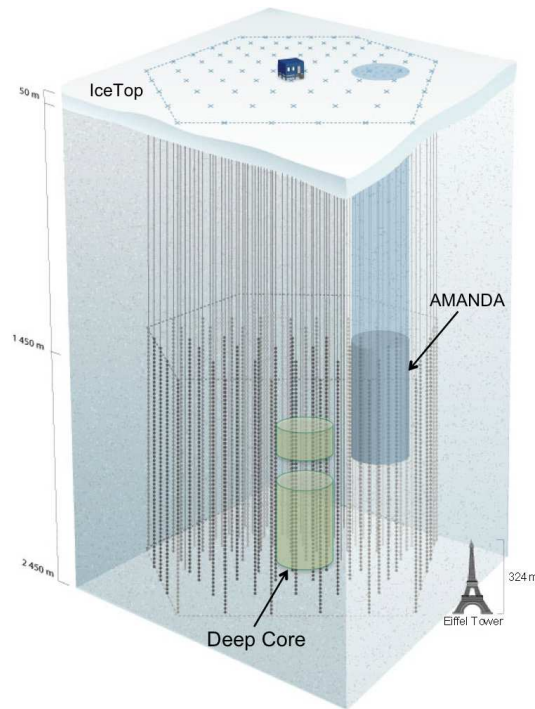 50 m
IceTop
AMANDA
1 450 m
2 450 m
324 m
Eiffel Tower
Deep Core